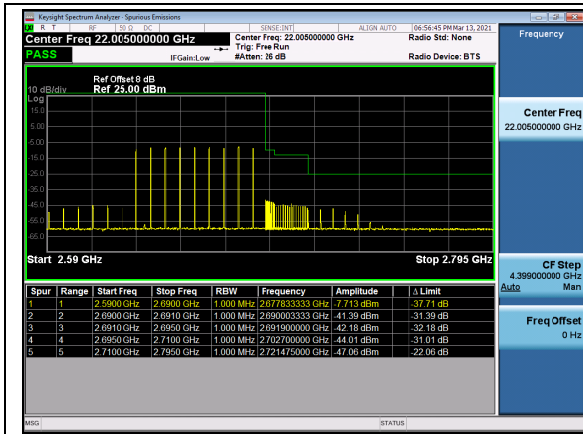 Keysight Spectrum Analyzer - Spurious Emissions
R T RF 50 Ω DC SENSE:INT ALIGN AUTO 06:56:45 PM Mar 13, 2021
Center Freq 22.005000000 GHz
Center Freq: 22.005000000 GHz
Radio Std: None
Trig: Free Run
PASS
IFGain:Low
#Atten: 26 dB
Radio Device: BTS
Ref Offset 8 dB
10 dB/div Ref 25.00 dBm
Log
15.0
5.00
-5.00
-15.0
-25.0
-35.0
-45.0
-55.0
-65.0
Start 2.59 GHz Stop 2.795 GHz
Spur Range Start Freq Stop Freq RBW Frequency Amplitude Δ Limit
1 1 2.5900 GHz 2.6900 GHz 1.000 MHz 2.677833333 GHz -7.713 dBm -37.71 dB
2 2 2.6900 GHz 2.6910 GHz 1.000 MHz 2.690003333 GHz -41.39 dBm -31.39 dB
3 3 2.6910 GHz 2.6950 GHz 1.000 MHz 2.691900000 GHz -42.18 dBm -32.18 dB
4 4 2.6950 GHz 2.7100 GHz 1.000 MHz 2.702700000 GHz -44.01 dBm -31.01 dB
5 5 2.7100 GHz 2.7950 GHz 1.000 MHz 2.721475000 GHz -47.06 dBm -22.06 dB
MSG STATUS
Frequency
Center Freq
22.005000000 GHz
CF Step
4.399000000 GHz
Auto Man
Freq Offset
0 Hz